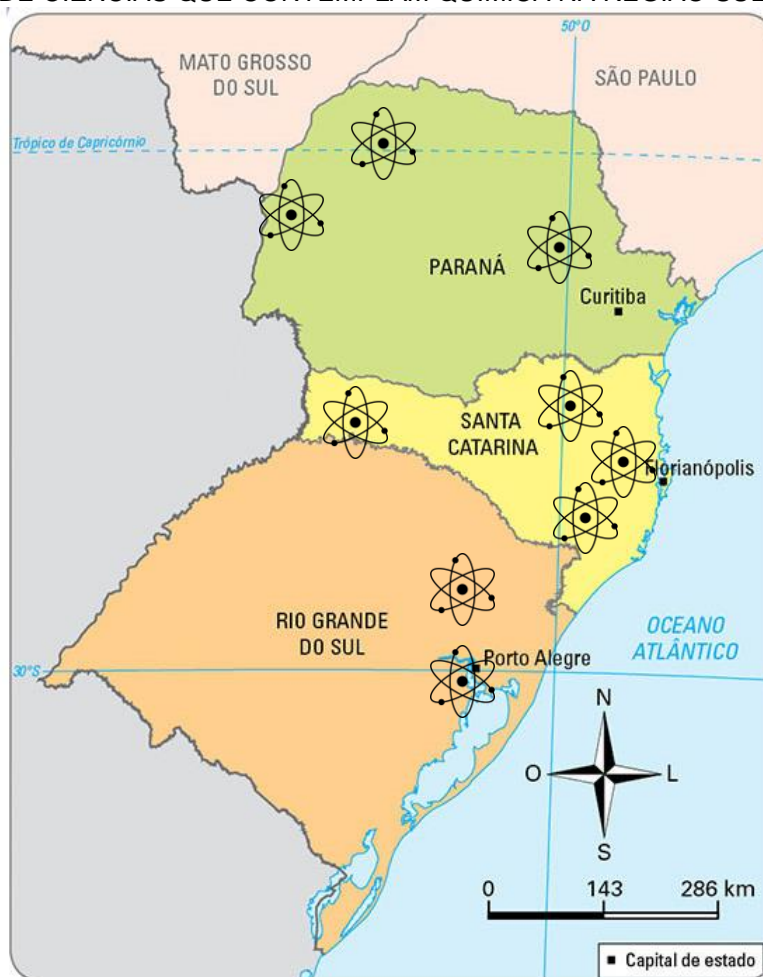 MATO GROSSO
DO SUL
50°O
SÃO PAULO
Trópico de Capricórnio
PARANÁ
Curitiba
SANTA
CATARINA
Florianópolis
RIO GRANDE
DO SUL
OCEANO
ATLÂNTICO
30°S
Porto Alegre
N
O
L
S
0 143 286 km
Capital de estado